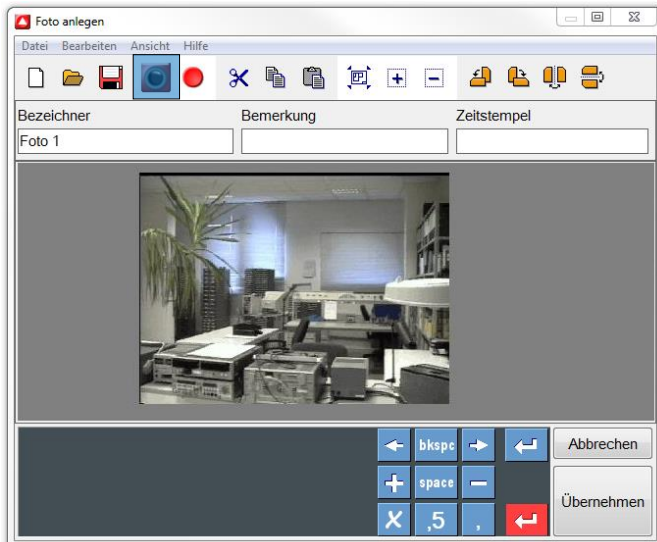 Foto anlegen
Datei Bearbeiten Ansicht Hilfe
Bezeichner Bemerkung Zeitstempel
Foto 1
bkspc Abbrechen
space
Übernehmen
,5 ,